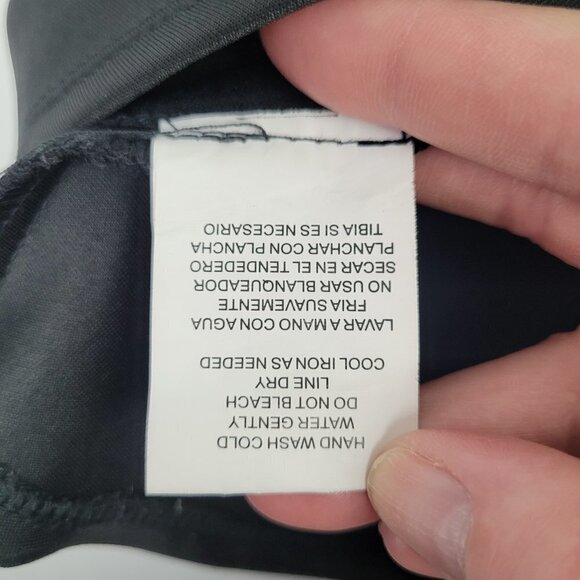 HAND WASH COLD
WATER GENTLY
DO NOT BLEACH
LINE DRY
COOL IRON AS NEEDED
LAVAR A MANO CON AGUA
FRIA SUAVEMENTE
NO USAR BLANQUEADOR
SECAR EN EL TENDEDERO
PLANCHAR CON PLANCHA
TIBIA SI ES NECESARIO